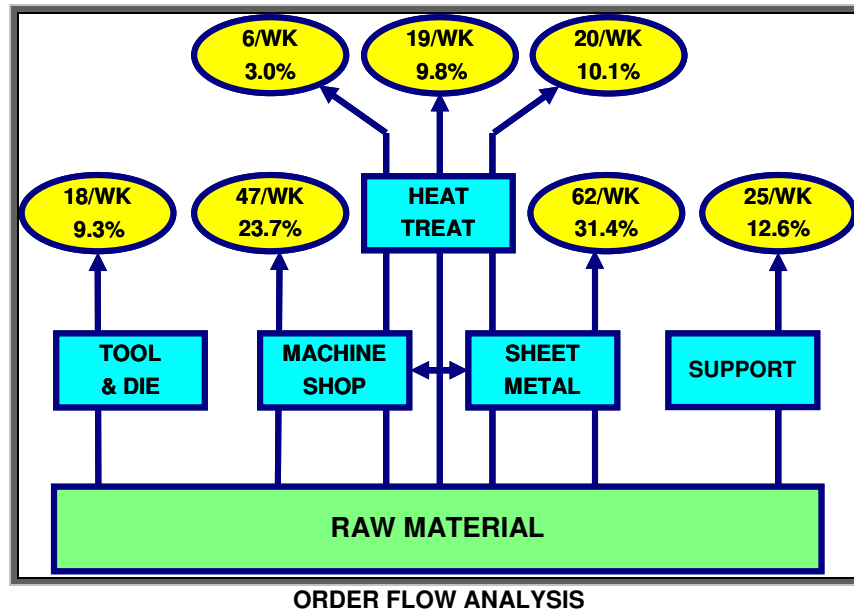 6/WK
3.0%
19/WK
9.8%
20/WK
10.1%
18/WK
9.3%
47/WK
23.7%
HEAT
TREAT
62/WK
31.4%
25/WK
12.6%
TOOL
& DIE
MACHINE
SHOP
SHEET
METAL
SUPPORT
RAW MATERIAL
ORDER FLOW ANALYSIS